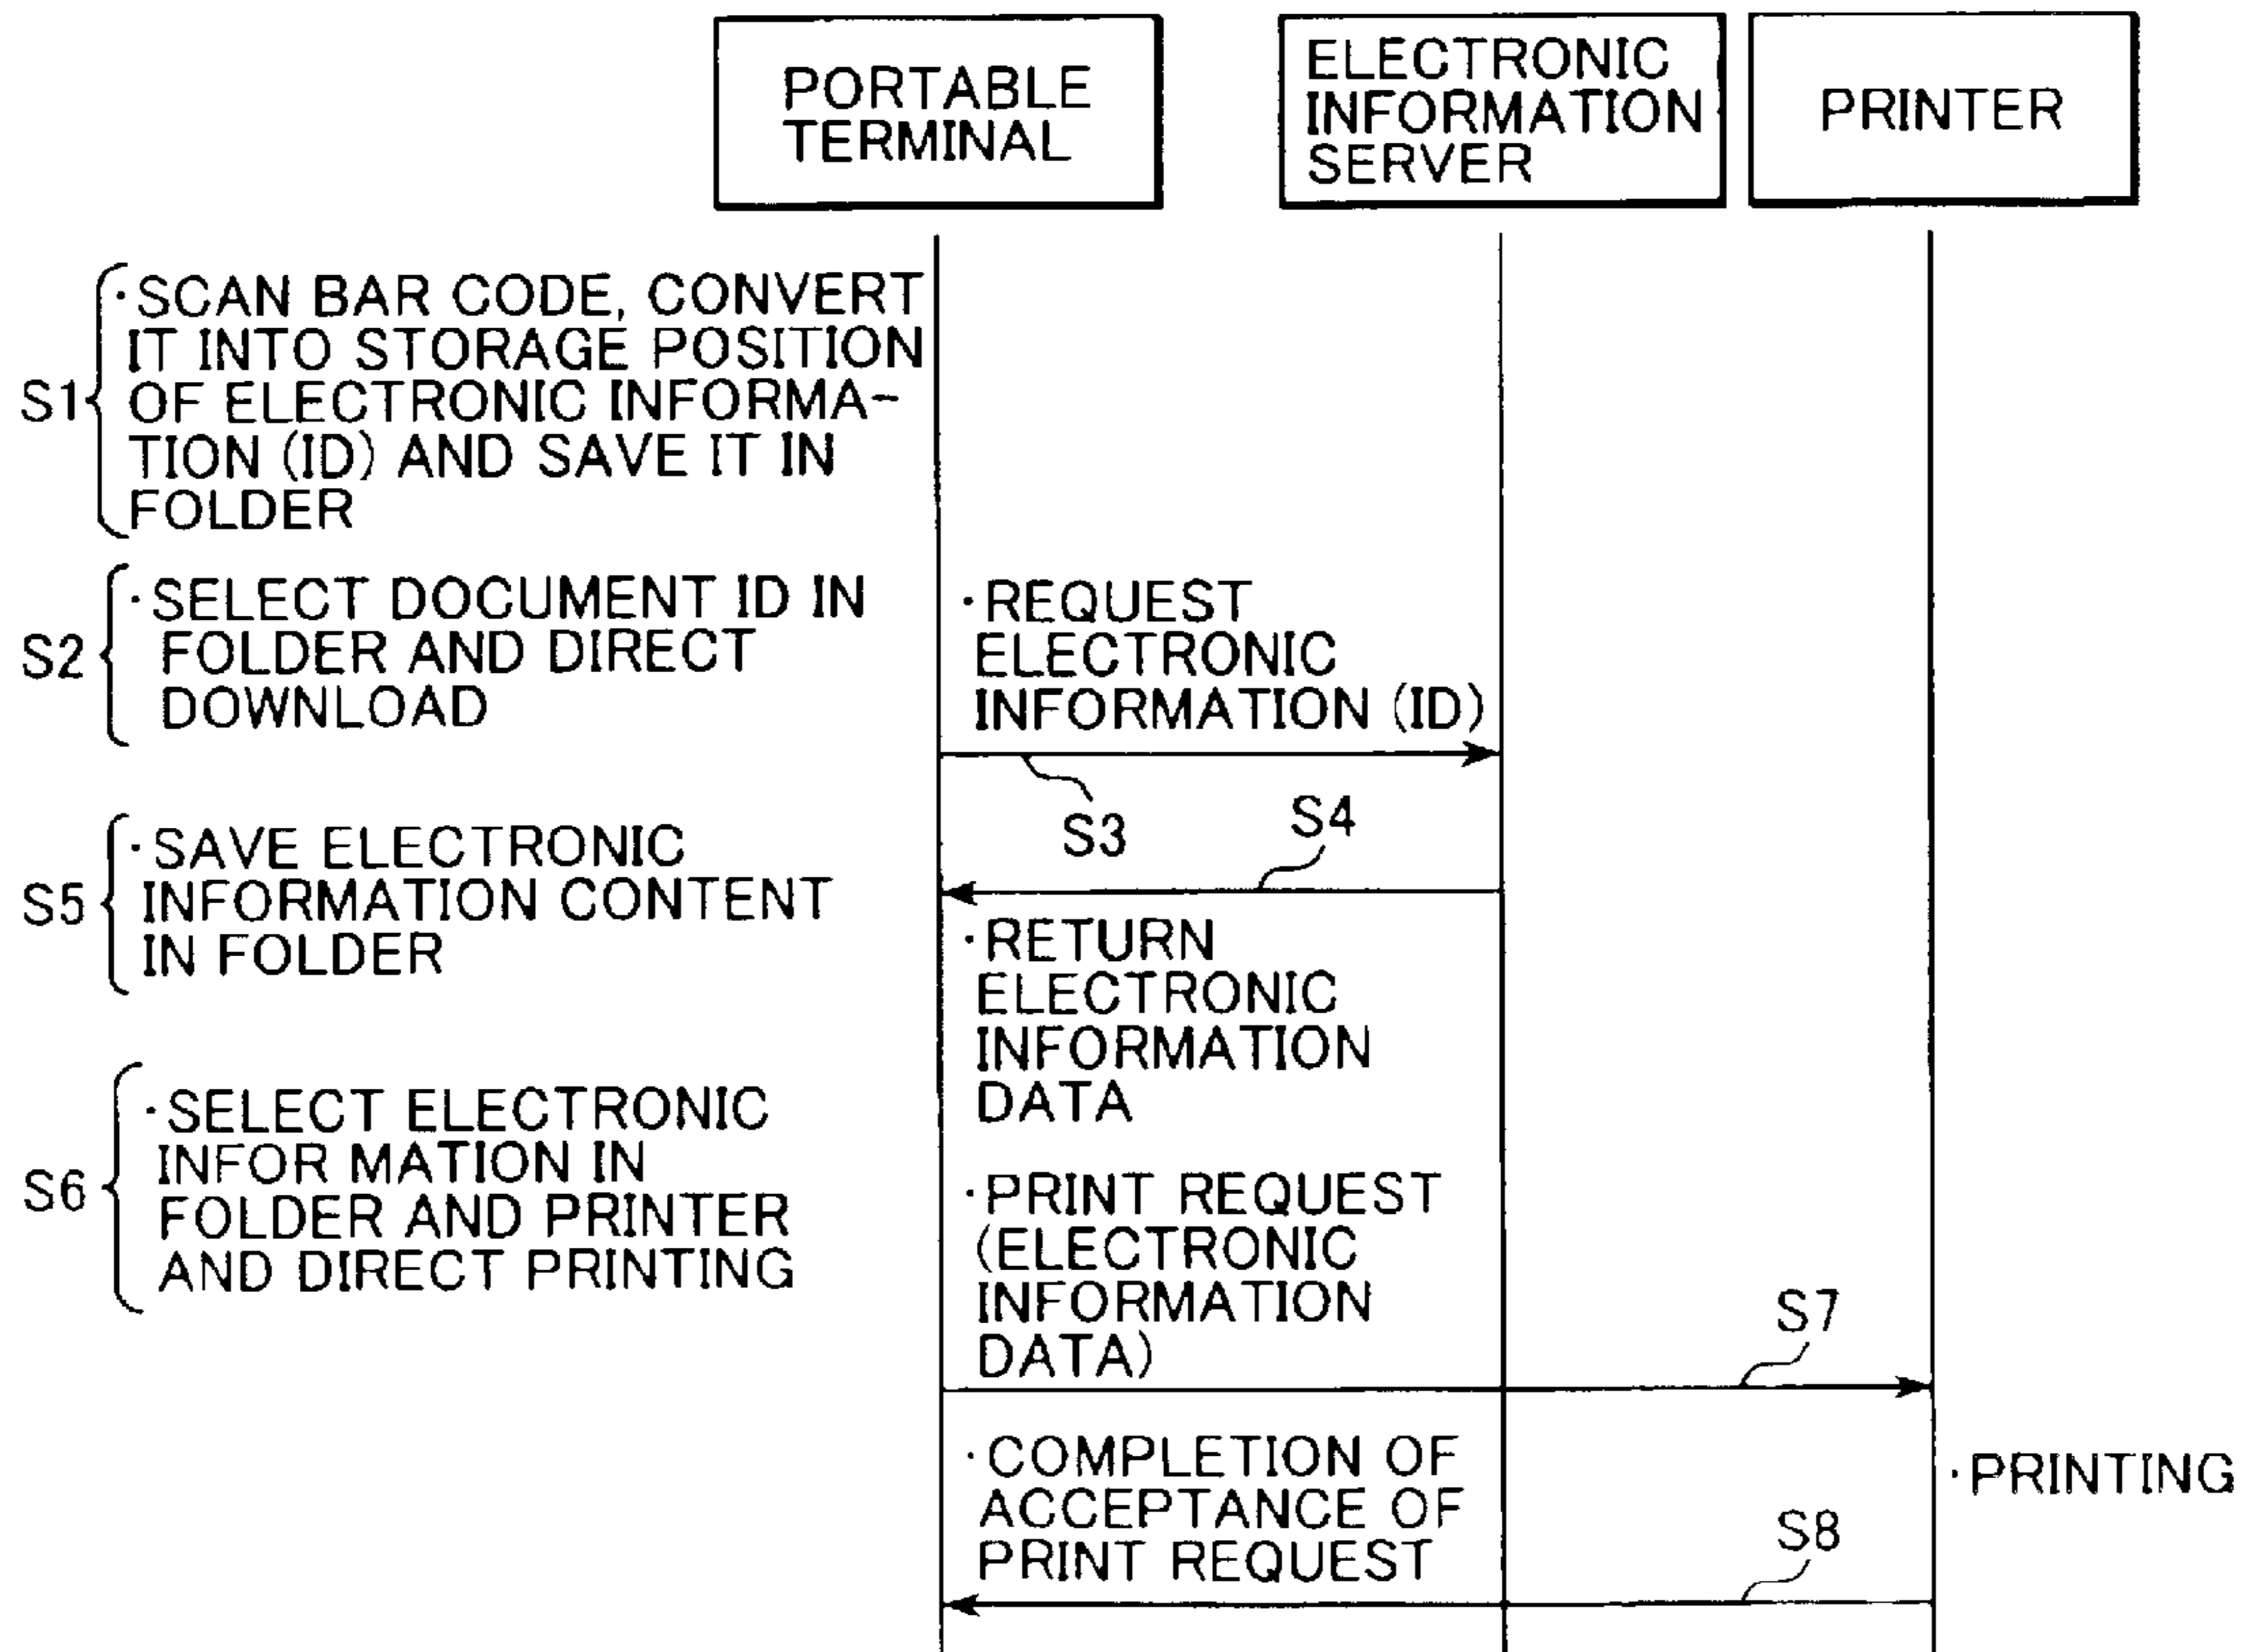 PORTABLE
TERMINAL
ELECTRONIC
INFORMATION
SERVER
PRINTER
S1
·SCAN BAR CODE, CONVERT
IT INTO STORAGE POSITION
OF ELECTRONIC INFORMA-
TION (ID) AND SAVE IT IN
FOLDER
S2
·SELECT DOCUMENT ID IN
FOLDER AND DIRECT
DOWNLOAD
·REQUEST
ELECTRONIC
INFORMATION (ID)
S3
S4
S5
·SAVE ELECTRONIC
INFORMATION CONTENT
IN FOLDER
·RETURN
ELECTRONIC
INFORMATION
DATA
S6
·SELECT ELECTRONIC
INFOR MATION IN
FOLDER AND PRINTER
AND DIRECT PRINTING
·PRINT REQUEST
(ELECTRONIC
INFORMATION
DATA)
S7
·COMPLETION OF
ACCEPTANCE OF
PRINT REQUEST
·PRINTING
S8